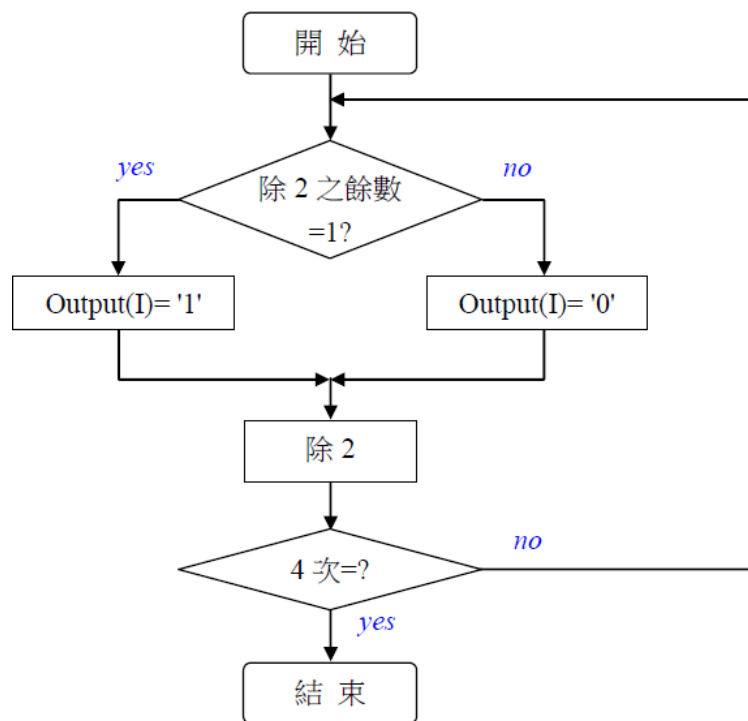 開 始
yes
no
除 2 之餘數
=1?
Output(I)= '1'
Output(I)= '0'
除 2
4 次=?
no
yes
結 束